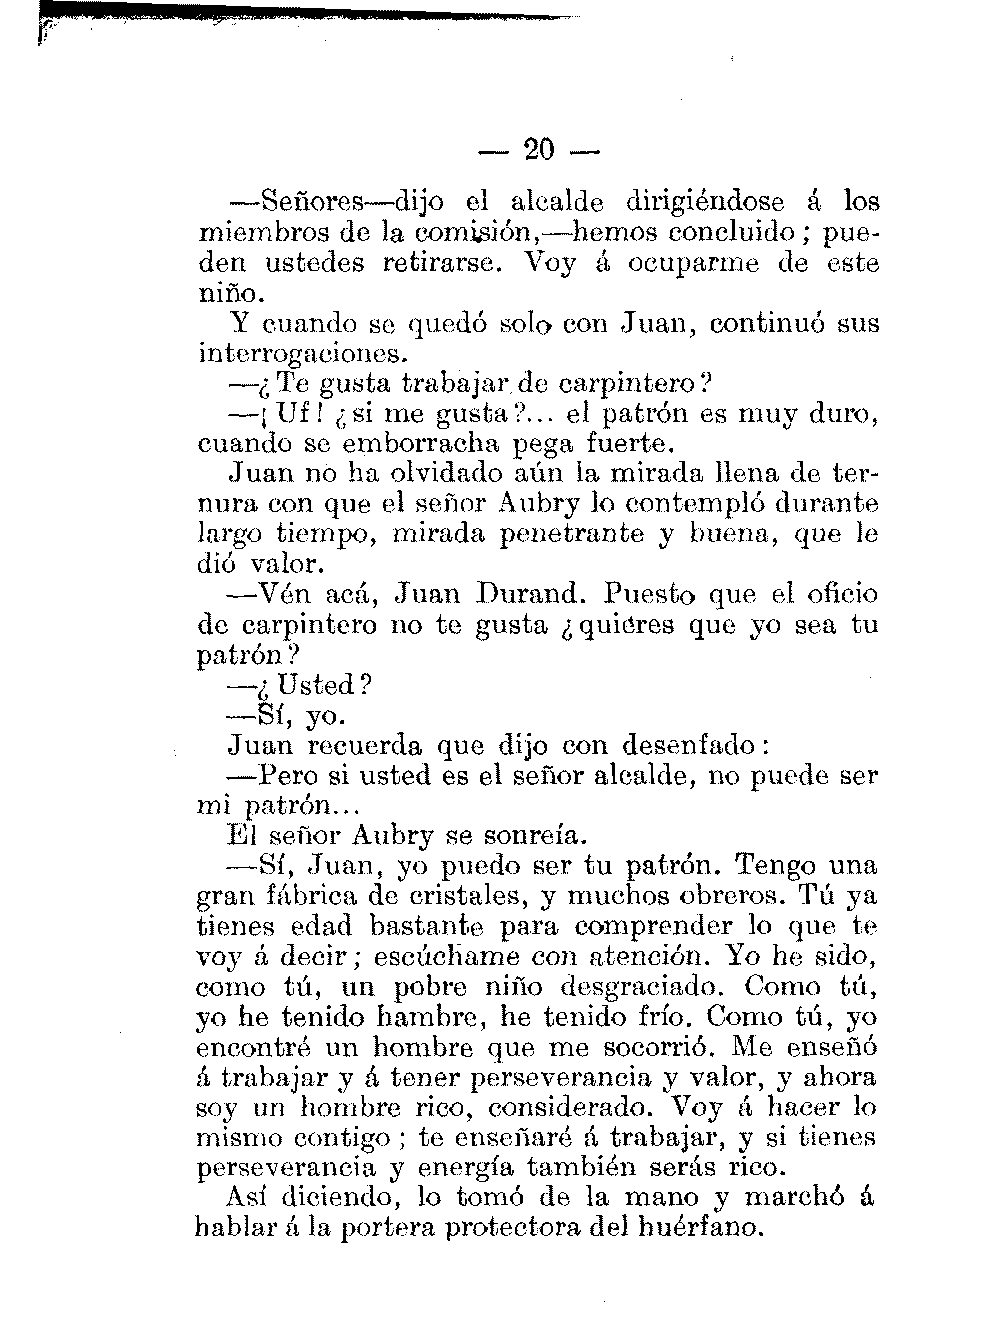 — 20 —
—Señores—dijo el alcalde dirigiéndose á los
miembros de la comisión,—hemos concluido; pue-
den ustedes retirarse. Voy á ocuparme de este
niño.
Y cuando se quedó solo con Juan, continuó sus
interrogaciones.
—¿Te gusta trabajar de carpintero?
—¡Uf! ¿si me gusta?... el patrón es muy duro,
cuando se emborracha pega fuerte.
Juan no ha olvidado aún la mirada llena de ter-
nura con que el señor Aubry lo contempló durante
largo tiempo, mirada penetrante y buena, que le
dió valor.
—Vén acá, Juan Durand. Puesto que el oficio
de carpintero no te gusta ¿quieres que yo sea tu
patrón?
—¿Usted?
—Sí, yo.
Juan recuerda que dijo con desenfado:
—Pero si usted es el señor alcalde, no puede ser
mi patrón...
El señor Aubry se sonreía.
—Sí, Juan, yo puedo ser tu patrón. Tengo una
gran fábrica de cristales, y muchos obreros. Tú ya
tienes edad bastante para comprender lo que te
voy á decir; escúchame con atención. Yo he sido,
como tú, un pobre niño desgraciado. Como tú,
yo he tenido hambre, he tenido frío. Como tú, yo
encontré un hombre que me socorrió. Me enseñó
á trabajar y á tener perseverancia y valor, y ahora
soy un hombre rico, considerado. Voy á hacer lo
mismo contigo; te enseñaré á trabajar, y si tienes
perseverancia y energía también serás rico.
Así diciendo, lo tomó de la mano y marchó á
hablar á la portera protectora del huérfano.